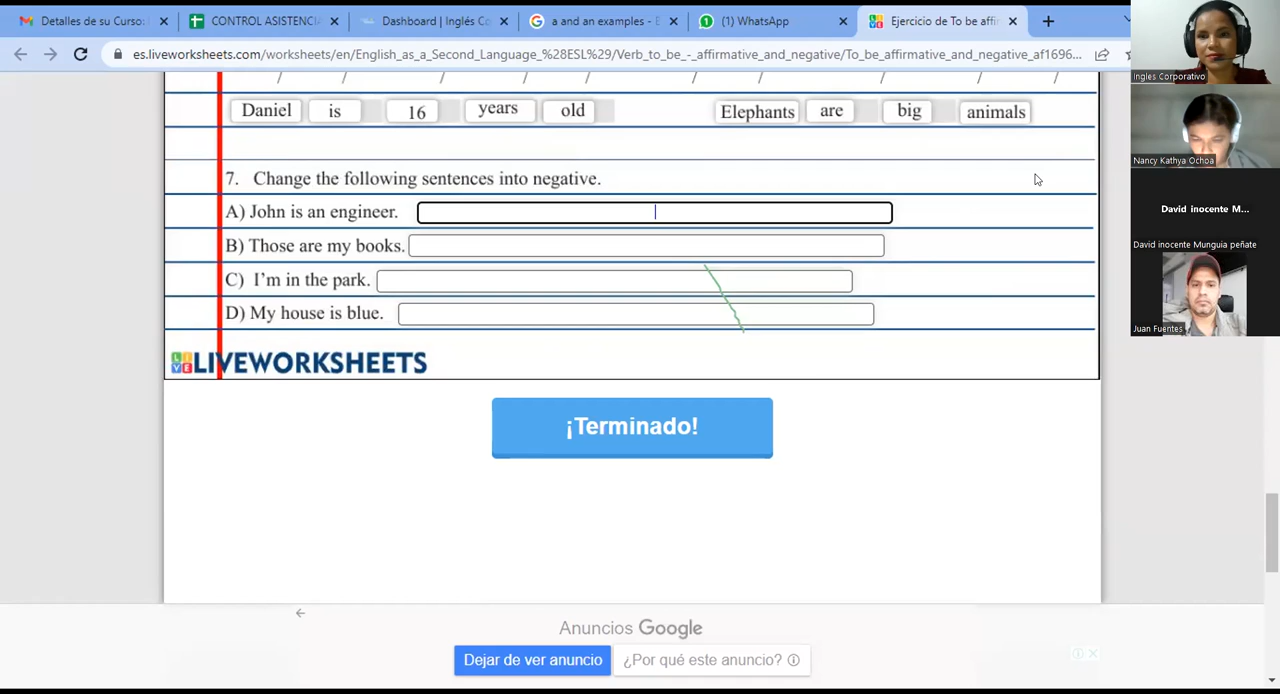 Detalles de su Curso:
CONTROL ASISTENCIA
Dashboard | Inglés Co
a and an examples - B
(1) WhatsApp
Ejercicio de To be affir
es.liveworksheets.com/worksheets/en/English_as_a_Second_Language_%28ESL%29/Verb_to_be_-_affirmative_and_negative/To_be_affirmative_and_negative_af1696...
Ingles Corporativo
Daniel is 16 years old Elephants are big animals
Nancy Kathya Ochoa
7. Change the following sentences into negative.
A) John is an engineer.
David inocente M...
B) Those are my books.
David inocente Munguia peñate
C) I'm in the park.
D) My house is blue.
Juan Fuentes
LIVE LIVEWORKSHEETS
¡Terminado!
Anuncios Google
Dejar de ver anuncio
¿Por qué este anuncio?